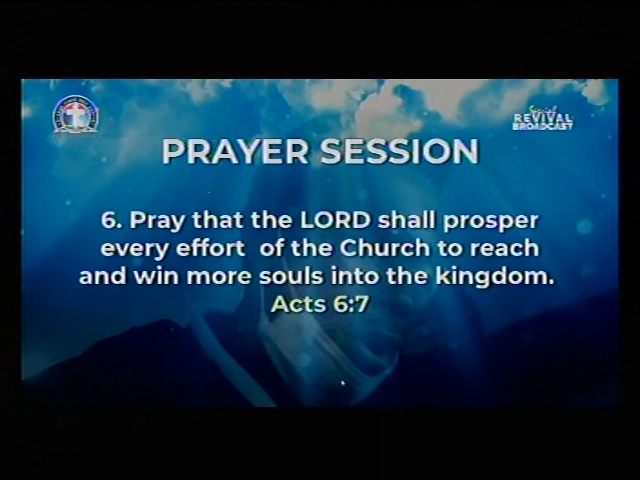 Special
REVIVAL
BROADCAST
PRAYER SESSION
6. Pray that the LORD shall prosper
every effort of the Church to reach
and win more souls into the kingdom.
Acts 6:7